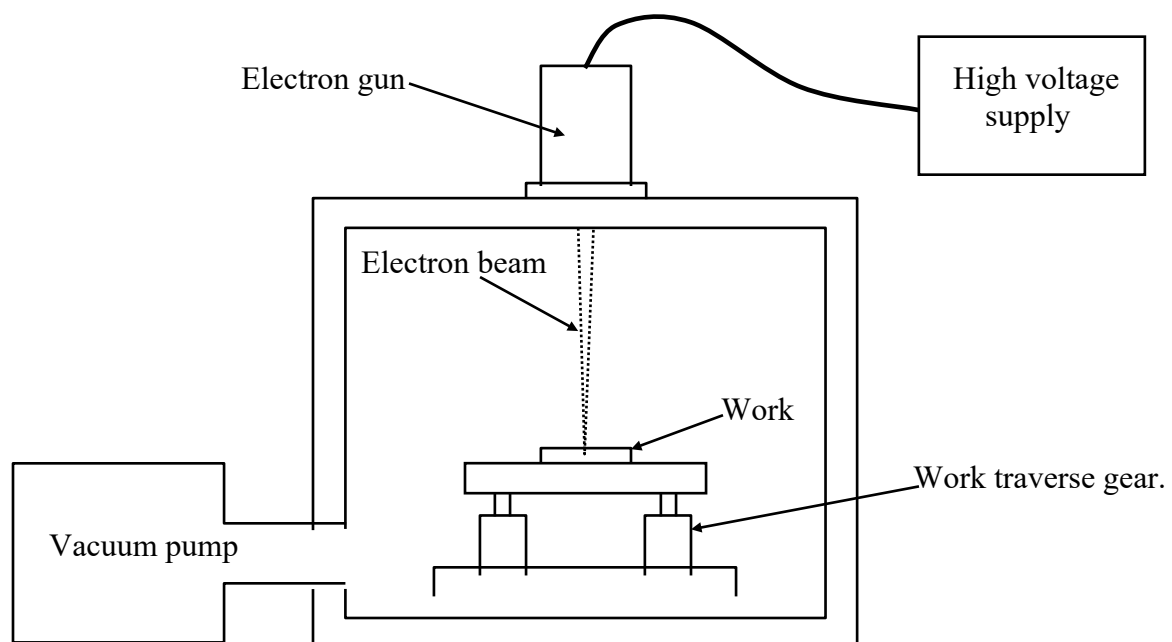 Electron gun
High voltage
supply
Electron beam
Work
Work traverse gear.
Vacuum pump